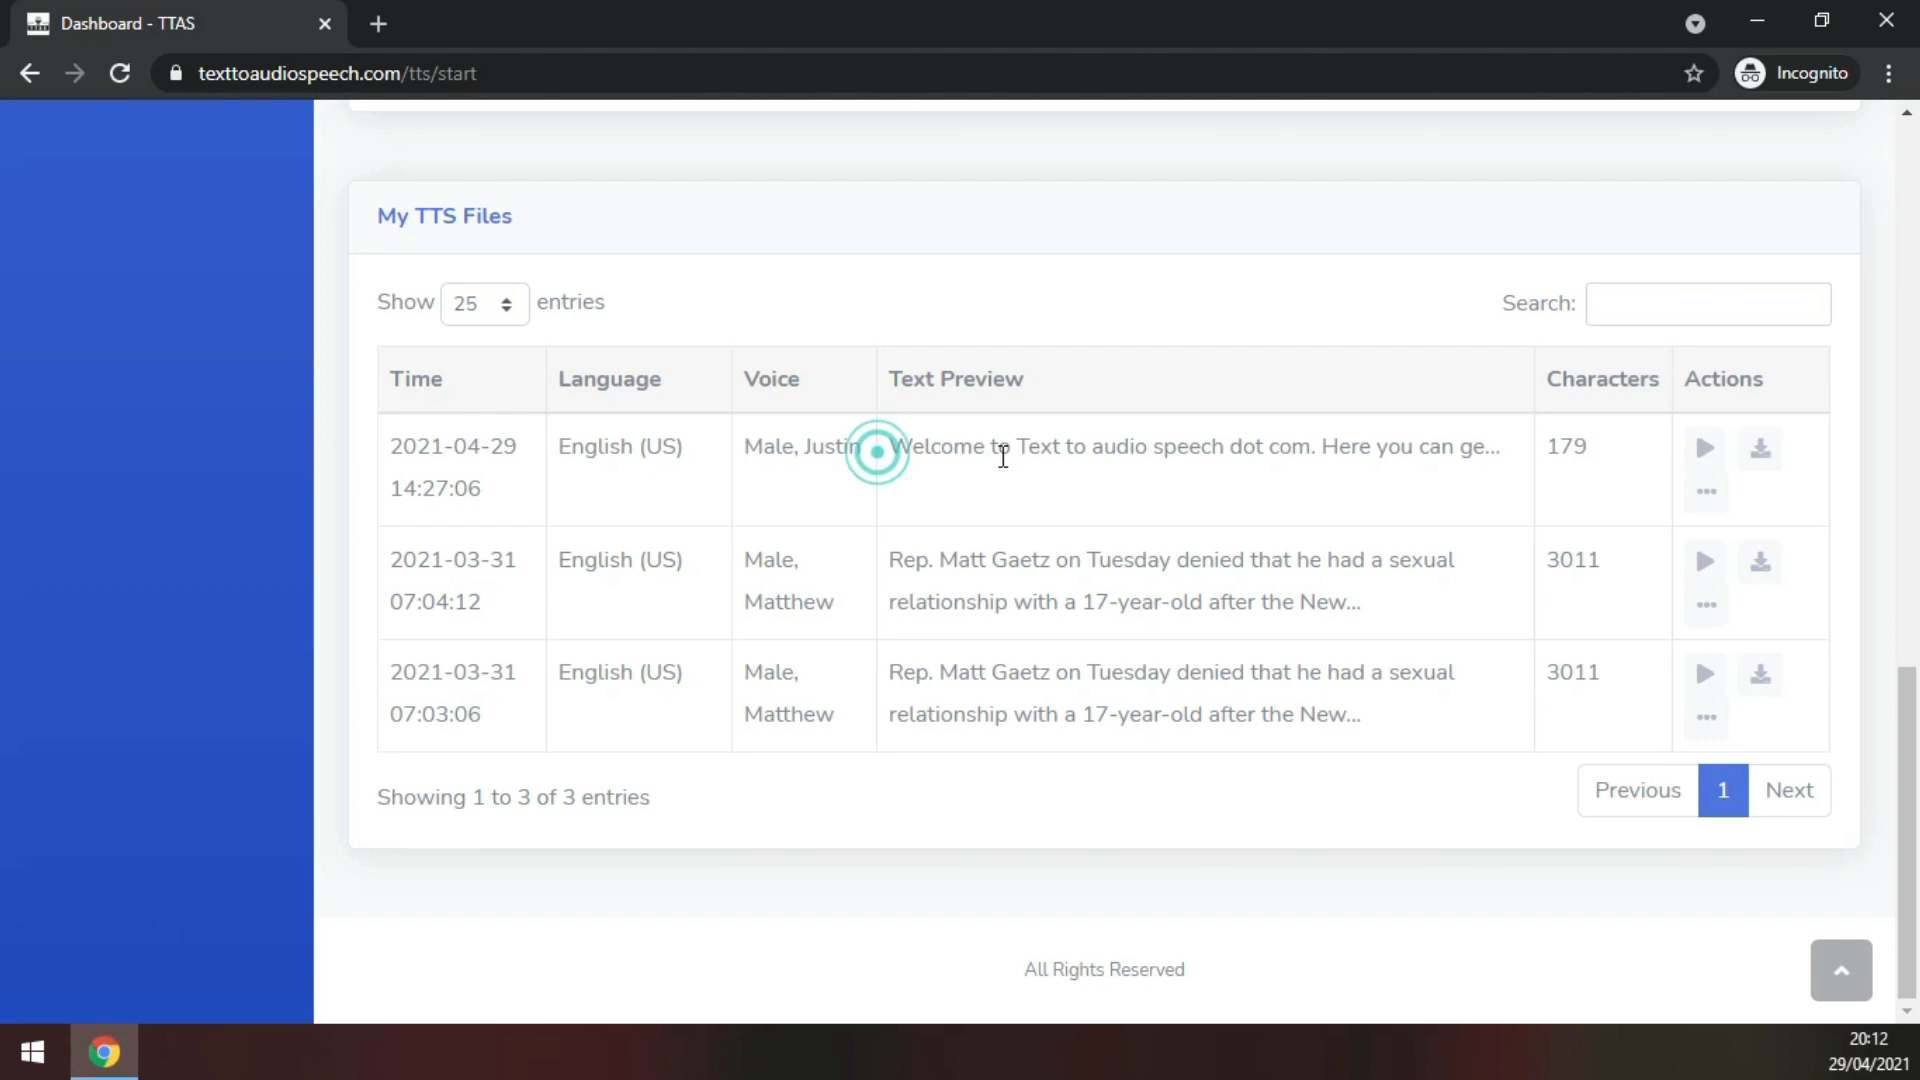 Dashboard - TTAS
texttoaudiospeech.com/tts/start
Incognito
My TTS Files
Show 25 entries
Search:
Time Language Voice Text Preview Characters Actions
2021-04-29 English (US) Male, Justin Welcome to Text to audio speech dot com. Here you can ge... 179
14:27:06
2021-03-31 English (US) Male, Rep. Matt Gaetz on Tuesday denied that he had a sexual 3011
07:04:12 Matthew relationship with a 17-year-old after the New...
2021-03-31 English (US) Male, Rep. Matt Gaetz on Tuesday denied that he had a sexual 3011
07:03:06 Matthew relationship with a 17-year-old after the New...
Showing 1 to 3 of 3 entries
Previous 1 Next
All Rights Reserved
20:12
29/04/2021